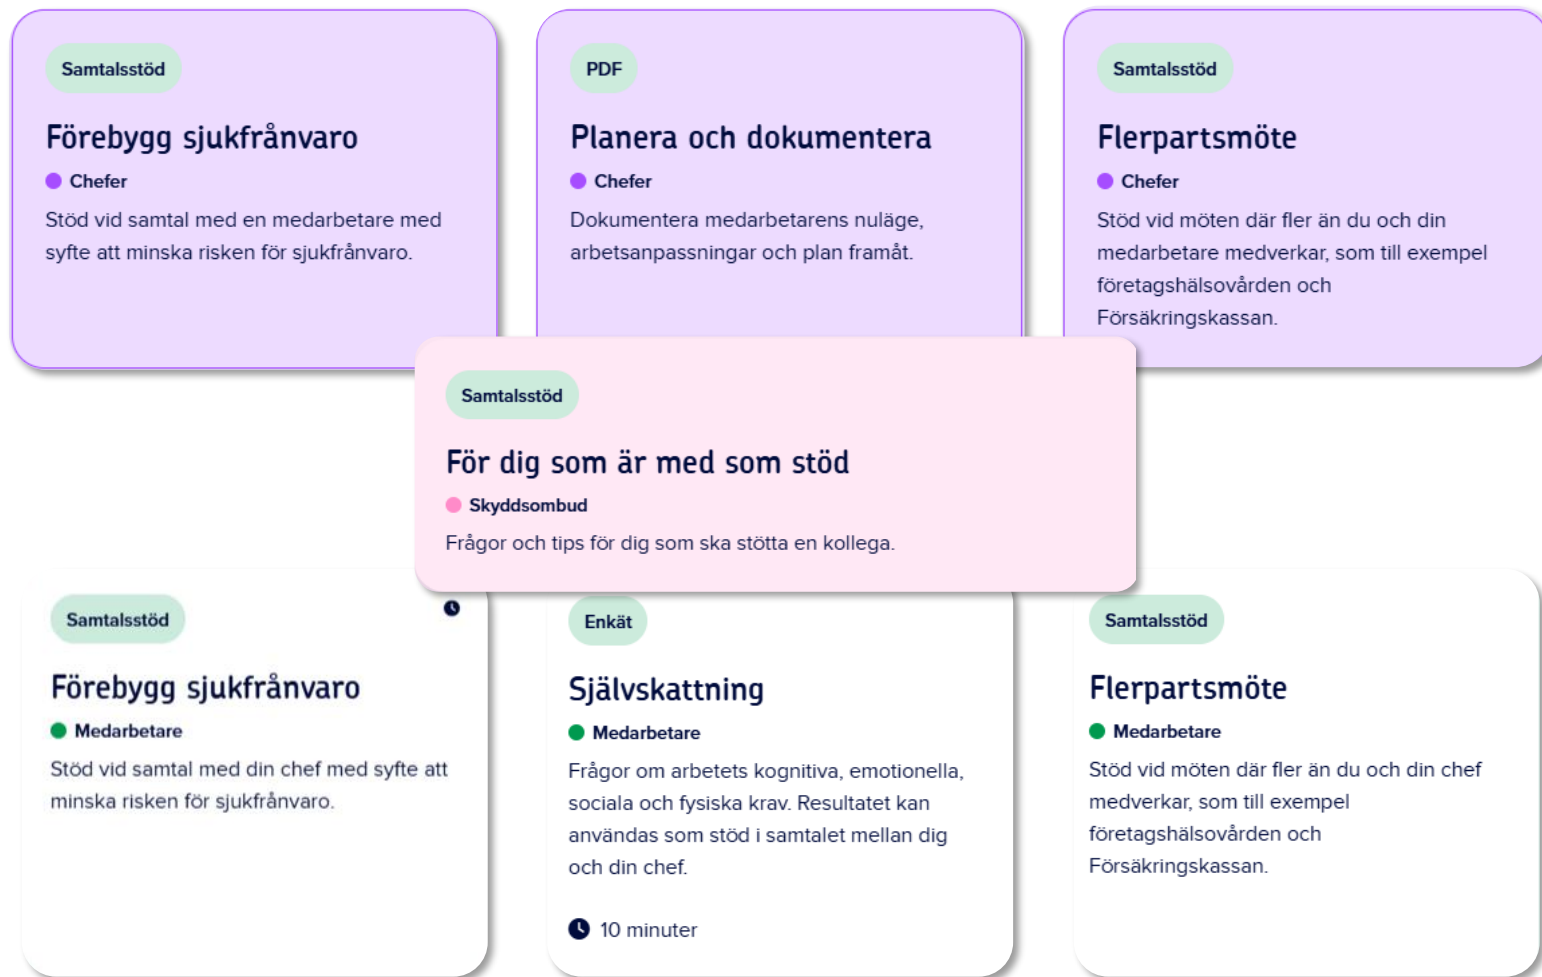 Samtalsstöd
Förebygg sjukfrånvaro
Chefer
Stöd vid samtal med en medarbetare med
syfte att minska risken för sjukfrånvaro.
PDF
Planera och dokumentera
Chefer
Dokumentera medarbetarens nuläge,
arbetsanpassningar och plan framåt.
Samtalsstöd
Flerpartsmöte
Chefer
Stöd vid möten där fler än du och din
medarbetare medverkar, som till exempel
företagshälsovården och
Försäkringskassan.
Samtalsstöd
För dig som är med som stöd
Skyddsombud
Frågor och tips för dig som ska stötta en kollega.
Samtalsstöd
Förebygg sjukfrånvaro
Medarbetare
Stöd vid samtal med din chef med syfte att
minska risken för sjukfrånvaro.
Enkät
Självskattning
Medarbetare
Frågor om arbetets kognitiva, emotionella,
sociala och fysiska krav. Resultatet kan
användas som stöd i samtalet mellan dig
och din chef.
10 minuter
Samtalsstöd
Flerpartsmöte
Medarbetare
Stöd vid möten där fler än du och din chef
medverkar, som till exempel
företagshälsovården och
Försäkringskassan.